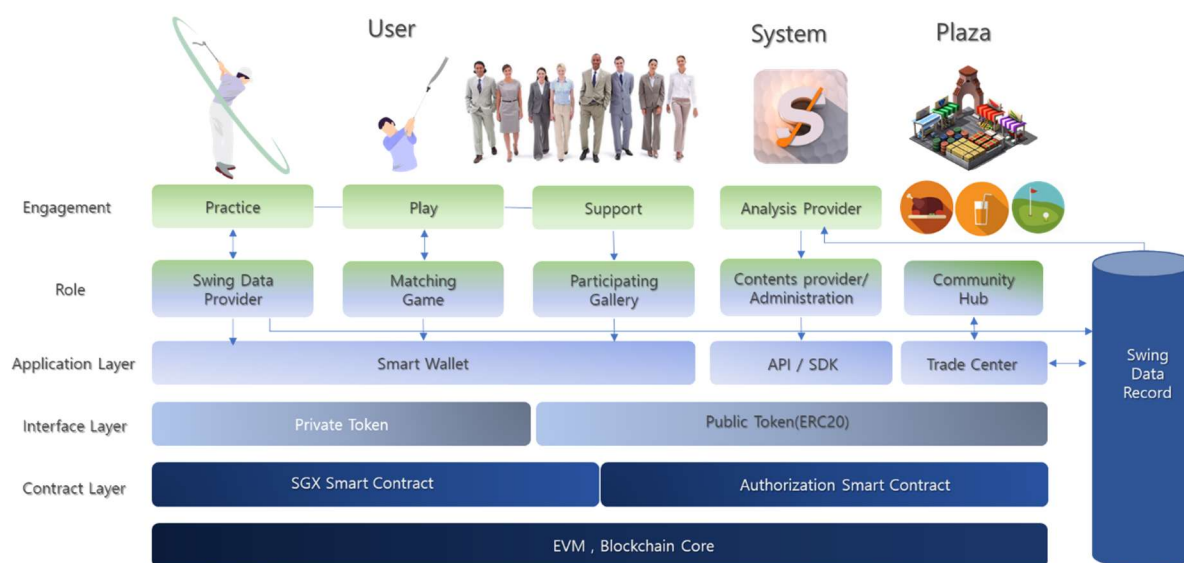 User
System
Plaza
S
Engagement
Practice
Play
Support
Analysis Provider
Role
Swing Data
Provider
Matching
Game
Participating
Gallery
Contents provider/
Administration
Community
Hub
Application Layer
Smart Wallet
API / SDK
Trade Center
Swing
Data
Record
Interface Layer
Private Token
Public Token(ERC20)
Contract Layer
SGX Smart Contract
Authorization Smart Contract
EVM , Blockchain Core